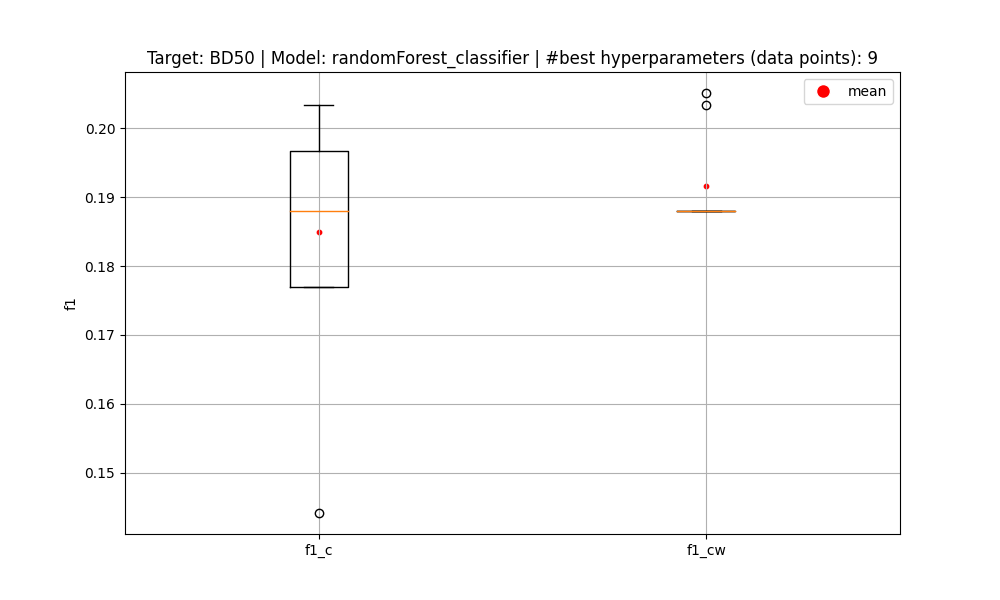 Target: BD50 | Model: randomForest_classifier | #best hyperparameters (data points): 9
mean
0.20
0.19
0.18
0.17
0.16
0.15
f1
f1_c
f1_cw